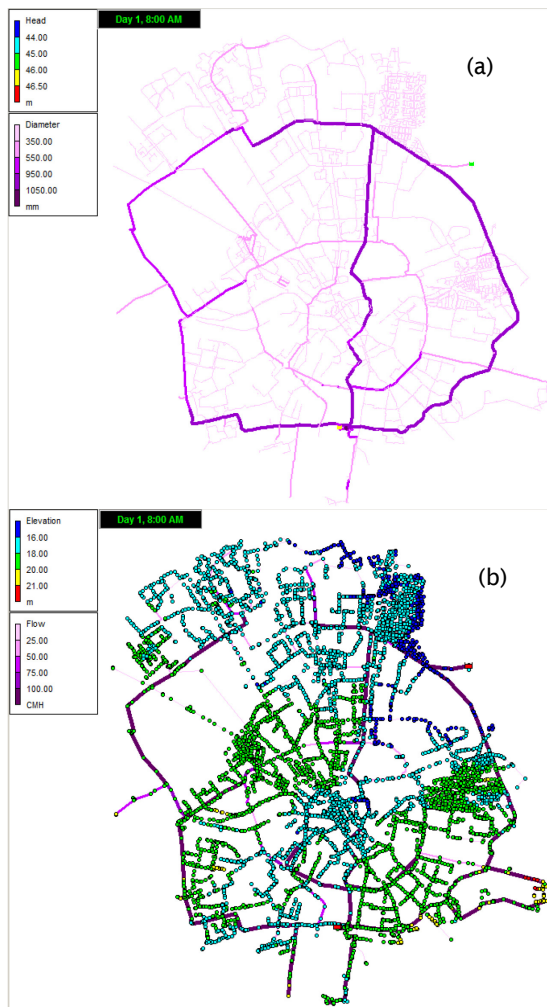 Head
44.00
45.00
46.00
46.50
m
Day 1, 8:00 AM
(a)
Diameter
350.00
550.00
950.00
1050.00
mm
Elevation
16.00
18.00
20.00
21.00
m
Day 1, 8:00 AM
(b)
Flow
25.00
50.00
75.00
100.00
CMH